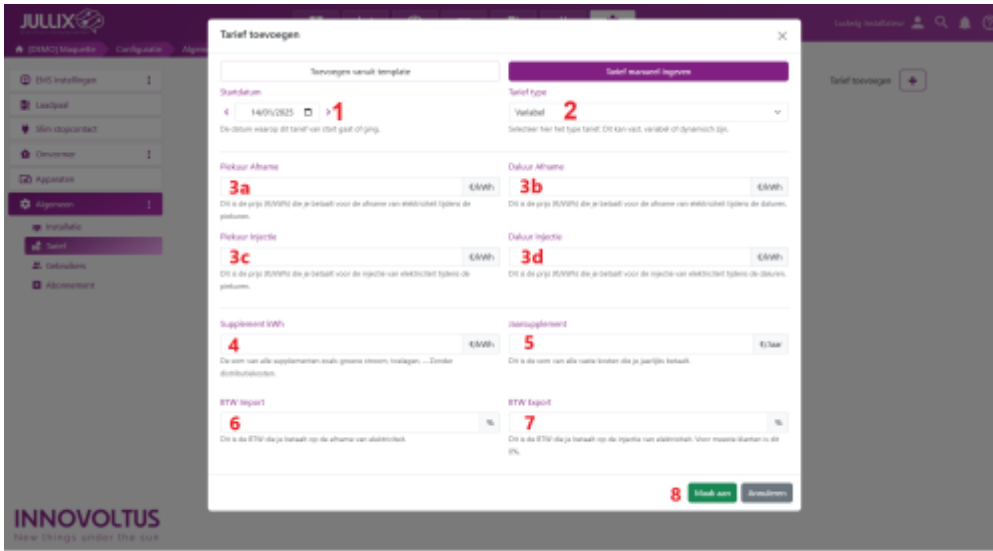 JULLIX
Ludwig Installateur
[DEMO] Maquette Configuratie
Tarief toevoegen
EMS Instellingen
Laadpaal
Slim stopcontact
Omvormer
Apparaten
Algemeen
Installatie
Tarief
Gebruikers
Abonnement
INNOVOLTUS
New things under the sun
Tarief toevoegen
Toevoegen vanuit template
Tarief manueel ingeven
Startdatum
14/01/2025 1
De datum waarop dit tarief van start gaat of ging.
Tarief type
Variabel 2
Selecteer hier het type tarief. Dit kan vast, variabel of dynamisch zijn.
Piekuur Afname
3a €/kWh
Dit is de prijs (€/kWh) die je betaalt voor de afname van elektriciteit tijdens de
piekuren.
Daluur Afname
3b €/kWh
Dit is de prijs (€/kWh) die je betaalt voor de afname van elektriciteit tijdens de daluren.
Piekuur Injectie
3c €/kWh
Dit is de prijs (€/kWh) die je betaalt voor de injectie van elektriciteit tijdens de
piekuren.
Daluur Injectie
3d €/kWh
Dit is de prijs (€/kWh) die je betaalt voor de injectie van elektriciteit tijdens de daluren.
Supplement kWh
4 €/kWh
De som van alle supplementen zoals groene stroom, toeslagen, ... Zonder
distributiekosten.
Jaarsupplement
5 €/Jaar
Dit is de som van alle vaste kosten die je jaarlijks betaalt.
BTW Import
6 %
Dit is de BTW die je betaalt op de afname van elektriciteit.
BTW Export
7 %
Dit is de BTW die je betaalt op de injectie van elektriciteit. Voor meeste klanten is dit
0%.
8 Maak aan Annuleren